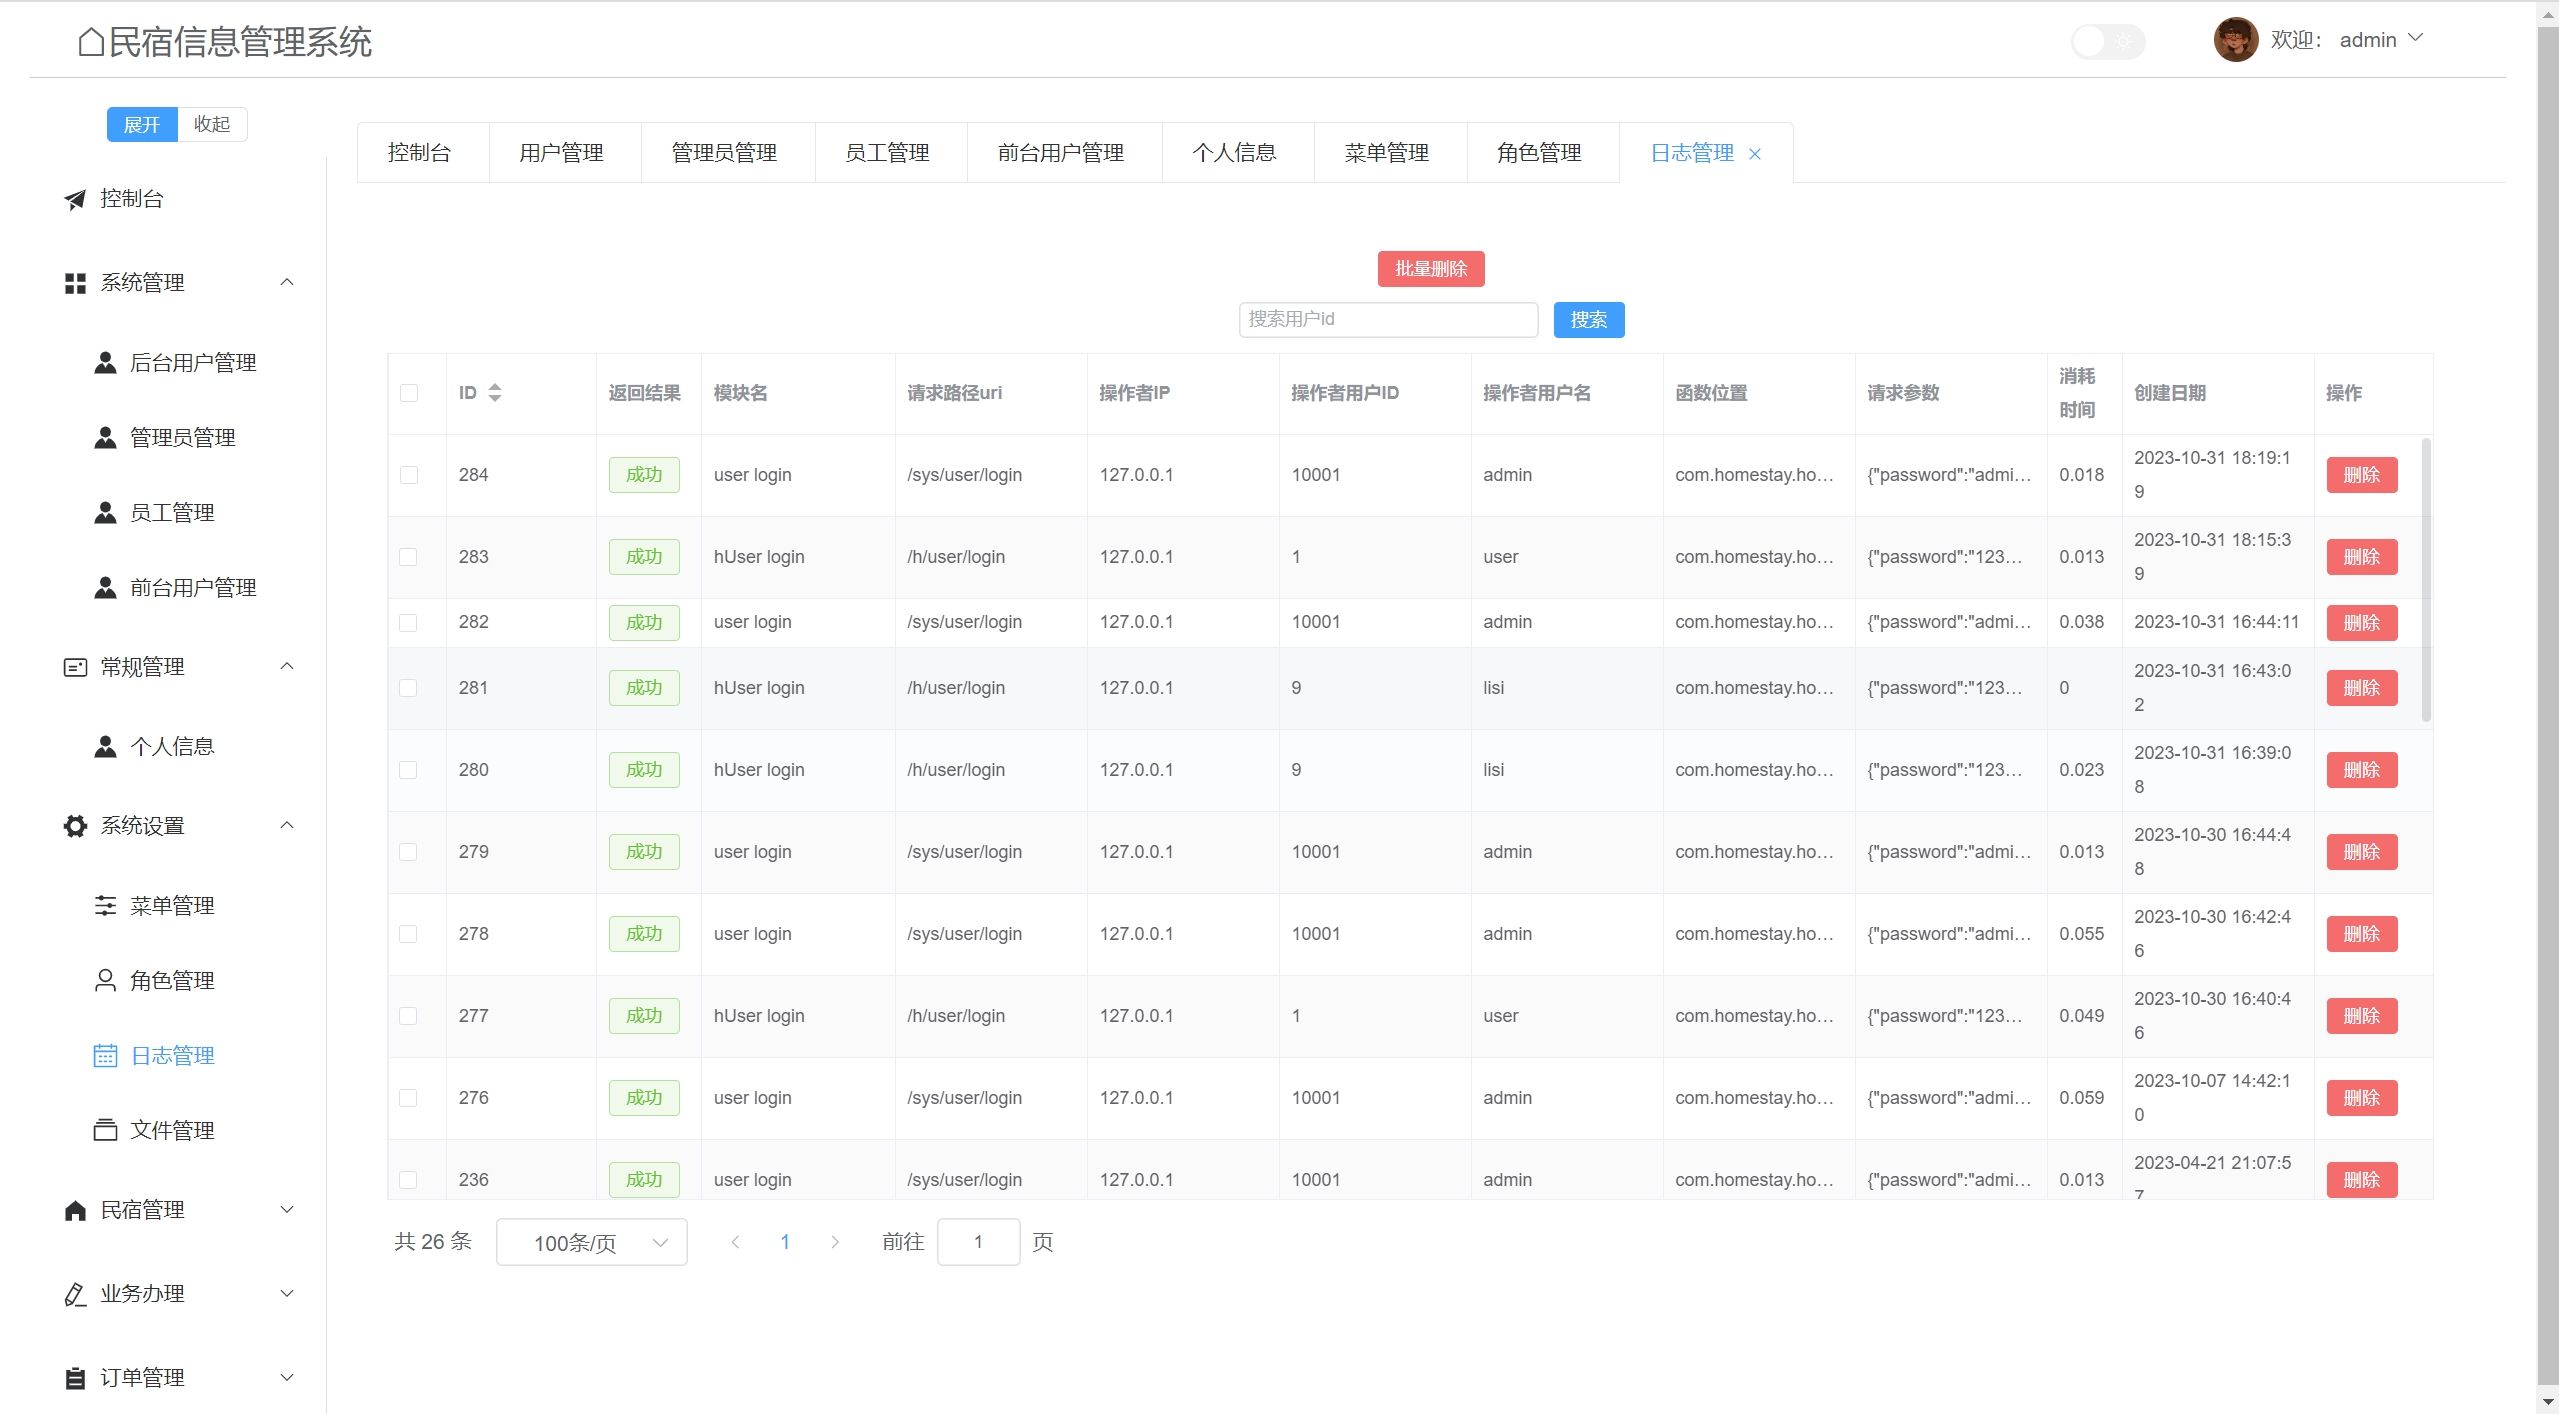 民宿信息管理系统
欢迎： admin
展开 收起
控制台
系统管理
后台用户管理
管理员管理
员工管理
前台用户管理
常规管理
个人信息
系统设置
菜单管理
角色管理
日志管理
文件管理
民宿管理
业务办理
订单管理
控制台 用户管理 管理员管理 员工管理 前台用户管理 个人信息 菜单管理 角色管理 日志管理
批量删除
搜索用户id 搜索
ID 返回结果 模块名 请求路径uri 操作者IP 操作者用户ID 操作者用户名 函数位置 请求参数 消耗时间 创建日期 操作
284 成功 user login /sys/user/login 127.0.0.1 10001 admin com.homestay.ho… {"password":"admi… 0.018 2023-10-31 18:19:19 删除
283 成功 hUser login /h/user/login 127.0.0.1 1 user com.homestay.ho… {"password":"123… 0.013 2023-10-31 18:15:39 删除
282 成功 user login /sys/user/login 127.0.0.1 10001 admin com.homestay.ho… {"password":"admi… 0.038 2023-10-31 16:44:11 删除
281 成功 hUser login /h/user/login 127.0.0.1 9 lisi com.homestay.ho… {"password":"123… 0 2023-10-31 16:43:02 删除
280 成功 hUser login /h/user/login 127.0.0.1 9 lisi com.homestay.ho… {"password":"123… 0.023 2023-10-31 16:39:08 删除
279 成功 user login /sys/user/login 127.0.0.1 10001 admin com.homestay.ho… {"password":"admi… 0.013 2023-10-30 16:44:48 删除
278 成功 user login /sys/user/login 127.0.0.1 10001 admin com.homestay.ho… {"password":"admi… 0.055 2023-10-30 16:42:46 删除
277 成功 hUser login /h/user/login 127.0.0.1 1 user com.homestay.ho… {"password":"123… 0.049 2023-10-30 16:40:46 删除
276 成功 user login /sys/user/login 127.0.0.1 10001 admin com.homestay.ho… {"password":"admi… 0.059 2023-10-07 14:42:10 删除
236 成功 user login /sys/user/login 127.0.0.1 10001 admin com.homestay.ho… {"password":"admi… 0.013 2023-04-21 21:07:57 删除
共 26 条 100条/页 1 前往 1 页